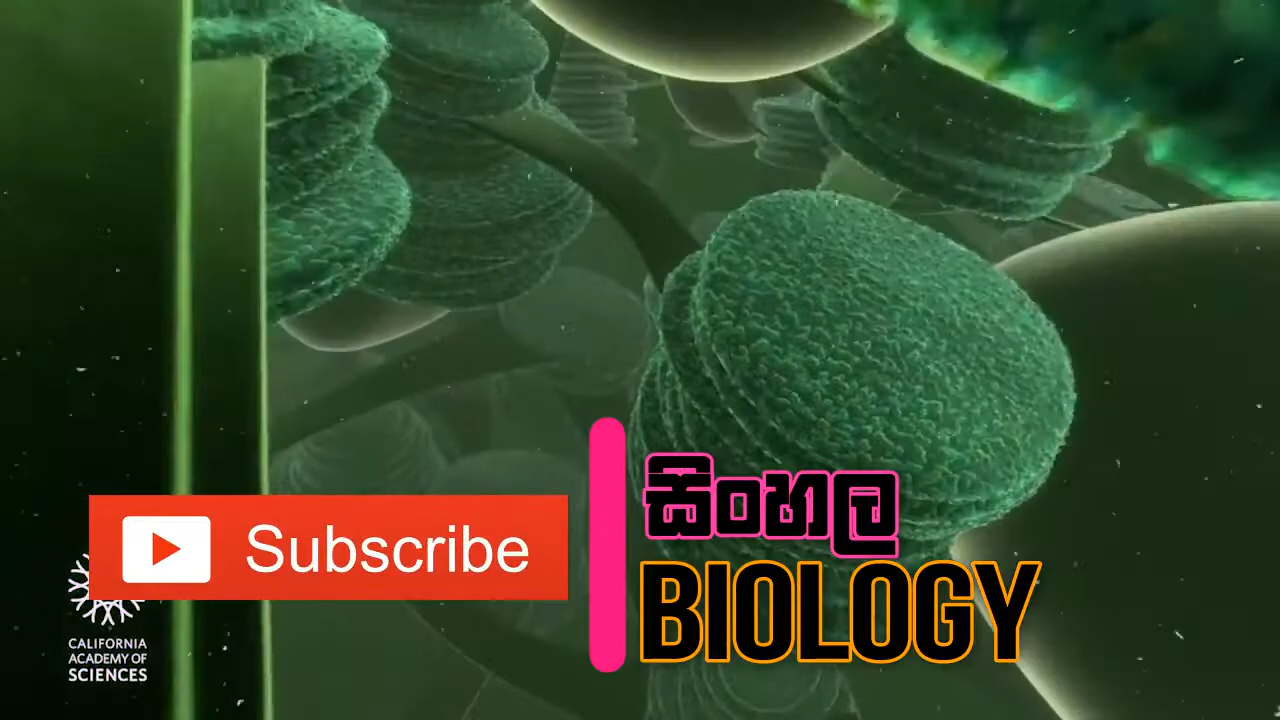 සිංහල
Subscribe
BIOLOGY
CALIFORNIA
ACADEMY OF
SCIENCES